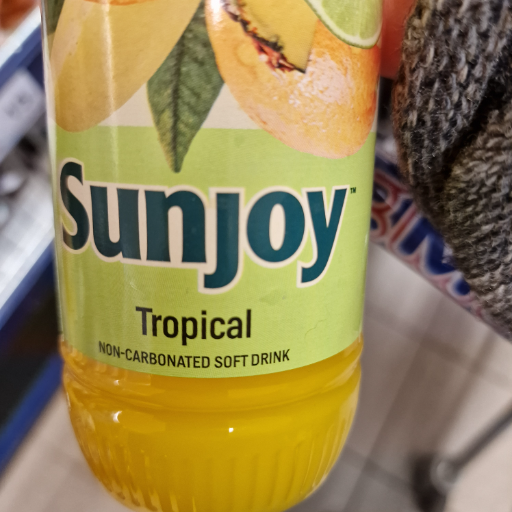 Sunjoy™
Tropical
NON-CARBONATED SOFT DRINK